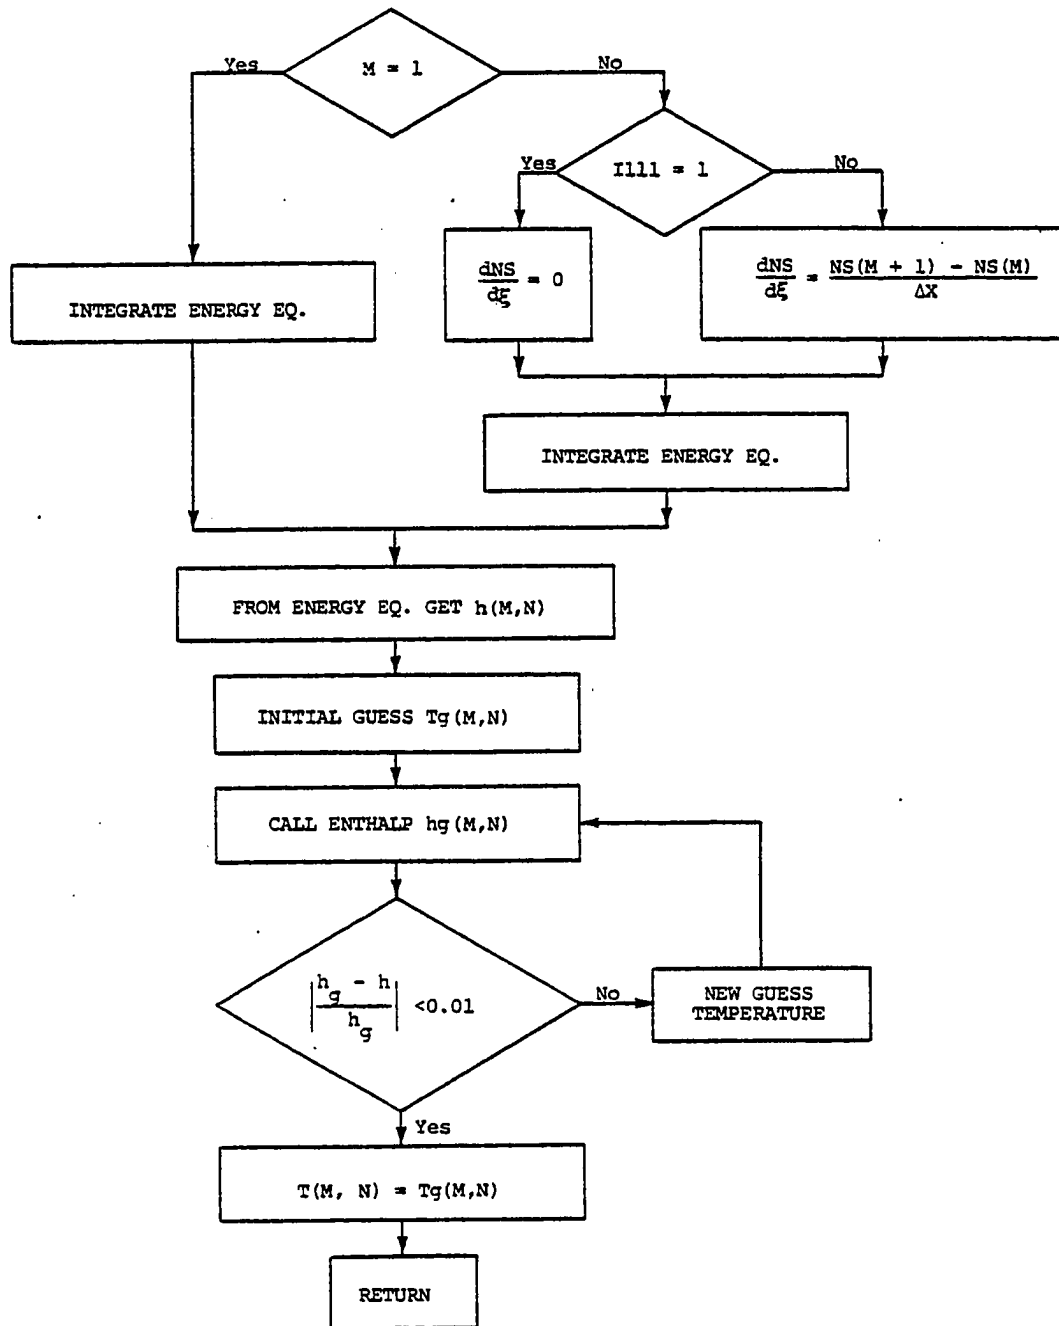 M = 1
Yes
No
I111 = 1
Yes
No
INTEGRATE ENERGY EQ.
dNS/dξ = 0
dNS/dξ = NS(M + 1) - NS(M)/ΔX
INTEGRATE ENERGY EQ.
FROM ENERGY EQ. GET h(M,N)
INITIAL GUESS Tg(M,N)
CALL ENTHALP hg(M,N)
|h_g - h/h_g| <0.01
No
NEW GUESS
TEMPERATURE
Yes
T(M, N) = Tg(M,N)
RETURN